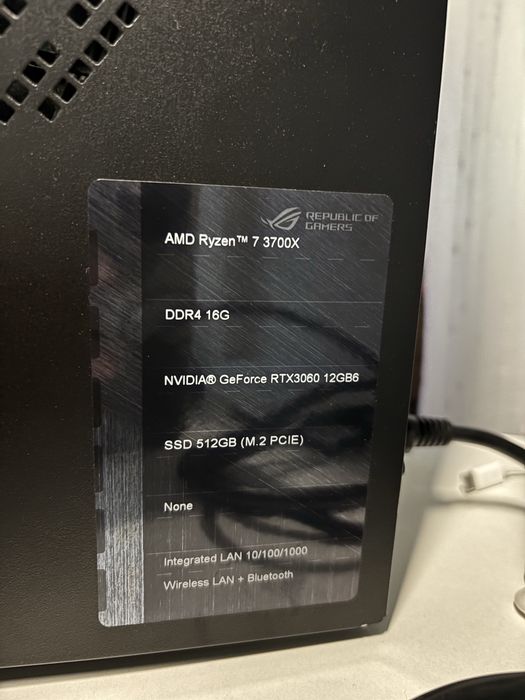 REPUBLIC OF
GAMERS
AMD Ryzen™ 7 3700X
DDR4 16G
NVIDIA® GeForce RTX3060 12GB6
SSD 512GB (M.2 PCIE)
None
Integrated LAN 10/100/1000
Wireless LAN + Bluetooth